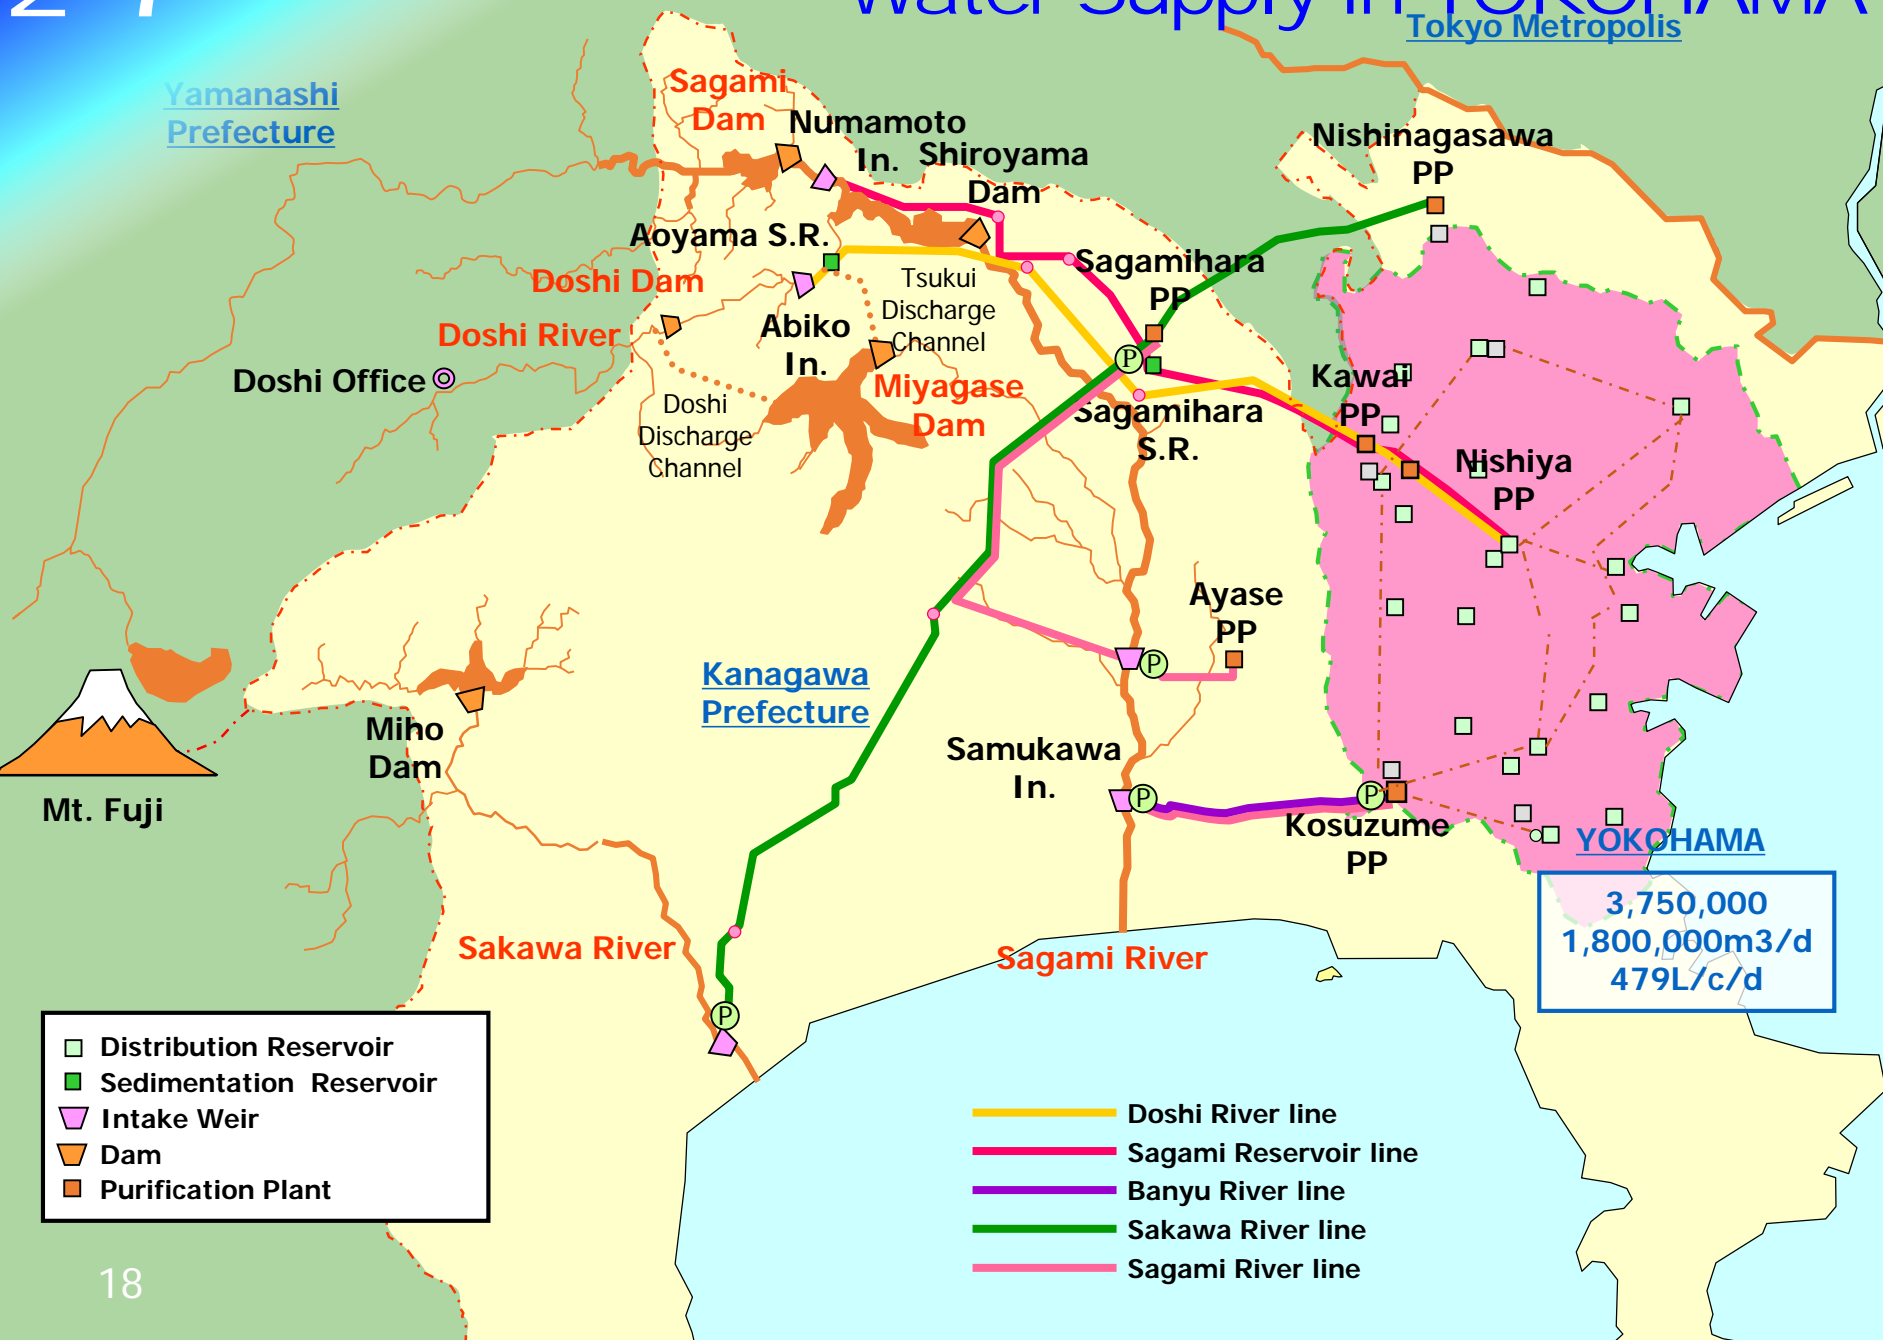 Water Supply in YOKOHAMA
Tokyo Metropolis
Yamanashi
Prefecture
Sagami
Dam
Numamoto
In.
Shiroyama
Dam
Nishinagasawa
PP
Aoyama S.R.
Doshi Dam
Doshi River
Doshi Office
Abiko
In.
Tsukui
Discharge
Channel
Sagamihara
PP
Doshi
Discharge
Channel
Miyagase
Dam
P
Sagamihara
S.R.
Kawai
PP
Nishiya
PP
Ayase
PP
P
Kanagawa
Prefecture
Miho
Dam
Mt. Fuji
Samukawa
In.
P
P
Kosuzume
PP
YOKOHAMA
3,750,000
1,800,000m3/d
479L/c/d
Sakawa River
Sagami River
P
Distribution Reservoir
Sedimentation Reservoir
Intake Weir
Dam
Purification Plant
Doshi River line
Sagami Reservoir line
Banyu River line
Sakawa River line
Sagami River line
18